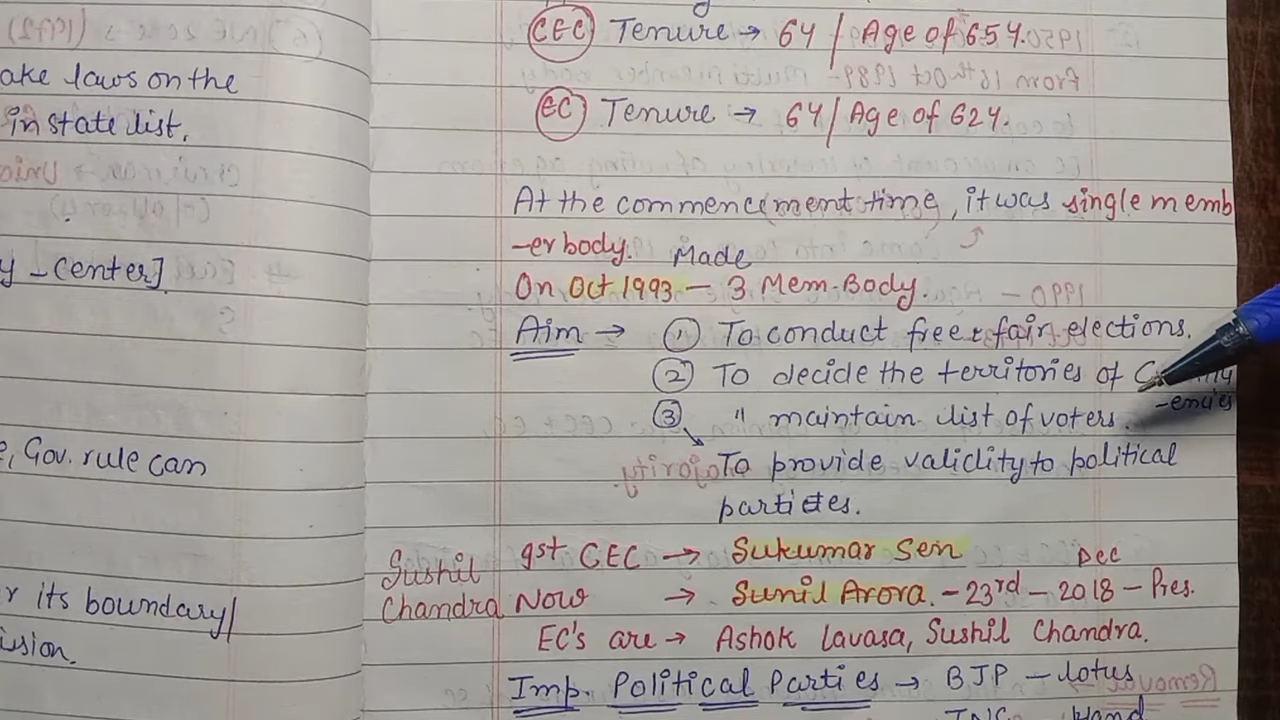 ake laws on the
in state list.
y - center]
e, Gov. rule can
r its boundary/
ision.
CEC Tenure → 6Y / Age of 65Y.
EC Tenure → 6Y / Age of 62Y.
At the commencement time, it was single memb
-er body. Made
On Oct 1993 - 3 Mem-Body.
Aim → ① To conduct free & fair elections.
② To decide the territories of
-encies
③ " maintain list of voters.
To provide validity to political
parties.
Sushil 1st CEC → Sukumar Sen
Dec
Chandra Now → Sunil Arora. - 23rd - 2018 - Pres.
EC's are → Ashok Lavasa, Sushil Chandra.
Imp. Political Parties → BJP - lotus
INC Hand